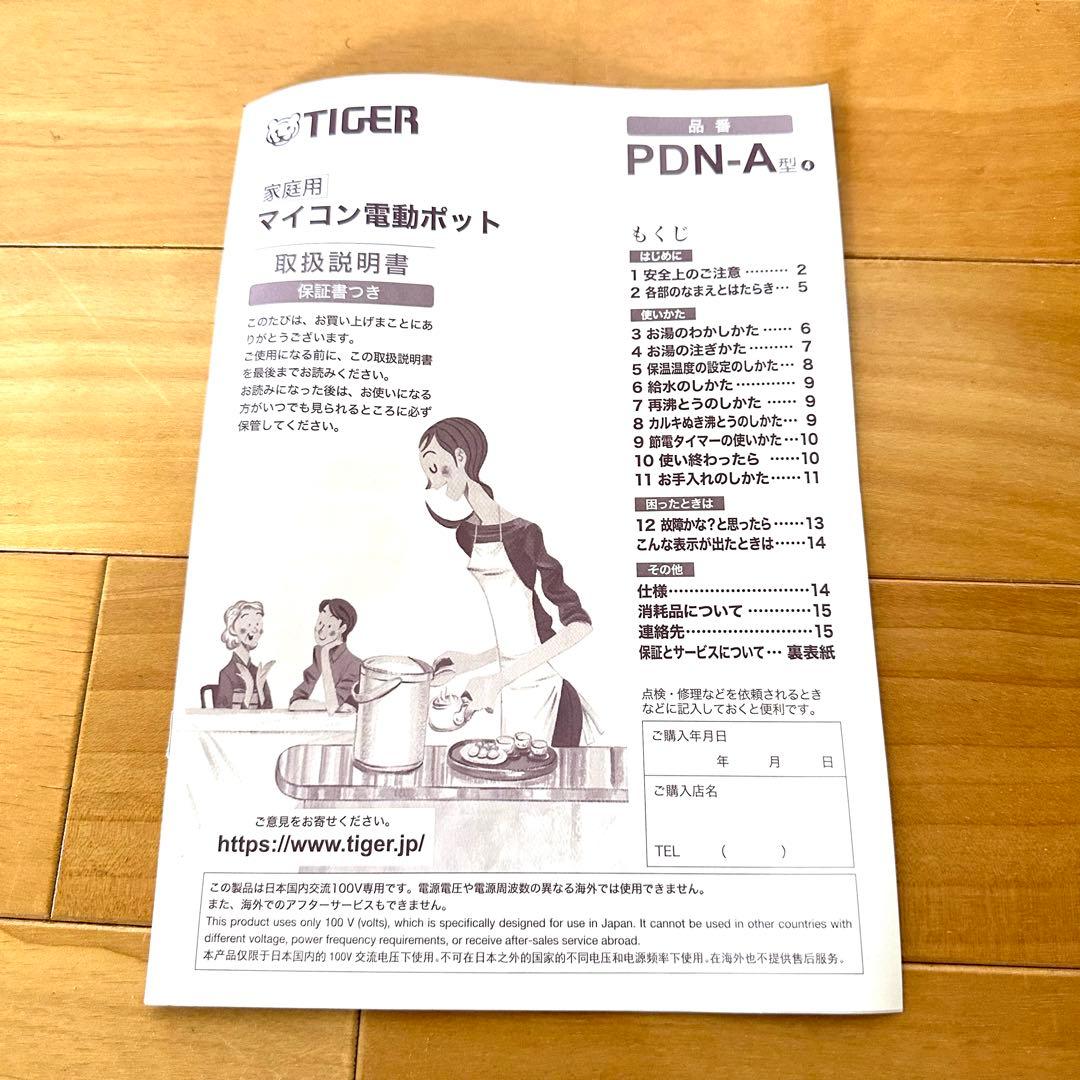 TIGER
家庭用
マイコン電動ポット
取扱説明書
保証書つき
このたびは、お買い上げまことにあ
りがとうございます。
ご使用になる前に、この取扱説明書
を最後までお読みください。
お読みになった後は、お使いになる
方がいつでも見られるところに必ず
保管してください。
品番
PDN-A型
もくじ
はじめに
1 安全上のご注意 ……… 2
2 各部のなまえとはたらき… 5
使いかた
3 お湯のわかしかた …… 6
4 お湯の注ぎかた ……… 7
5 保温温度の設定のしかた… 8
6 給水のしかた ………… 9
7 再沸とうのしかた …… 9
8 カルキぬき沸とうのしかた… 9
9 節電タイマーの使いかた…10
10 使い終わったら ……10
11 お手入れのしかた……11
困ったときは
12 故障かな?と思ったら……13
こんな表示が出たときは……14
その他
仕様………………………14
消耗品について …………15
連絡先……………………15
保証とサービスについて… 裏表紙
点検・修理などを依頼されるとき
などに記入しておくと便利です。
ご購入年月日
年 月 日
ご購入店名
TEL ( )
ご意見をお寄せください。
https://www.tiger.jp/
この製品は日本国内交流100V専用です。電源電圧や電源周波数の異なる海外では使用できません。
また、海外でのアフターサービスもできません。
This product uses only 100 V (volts), which is specifically designed for use in Japan. It cannot be used in other countries with
different voltage, power frequency requirements, or receive after-sales service abroad.
本产品仅限于日本国内的 100V 交流电压下使用。不可在日本之外的国家的不同电压和电源频率下使用。在海外也不提供售后服务。